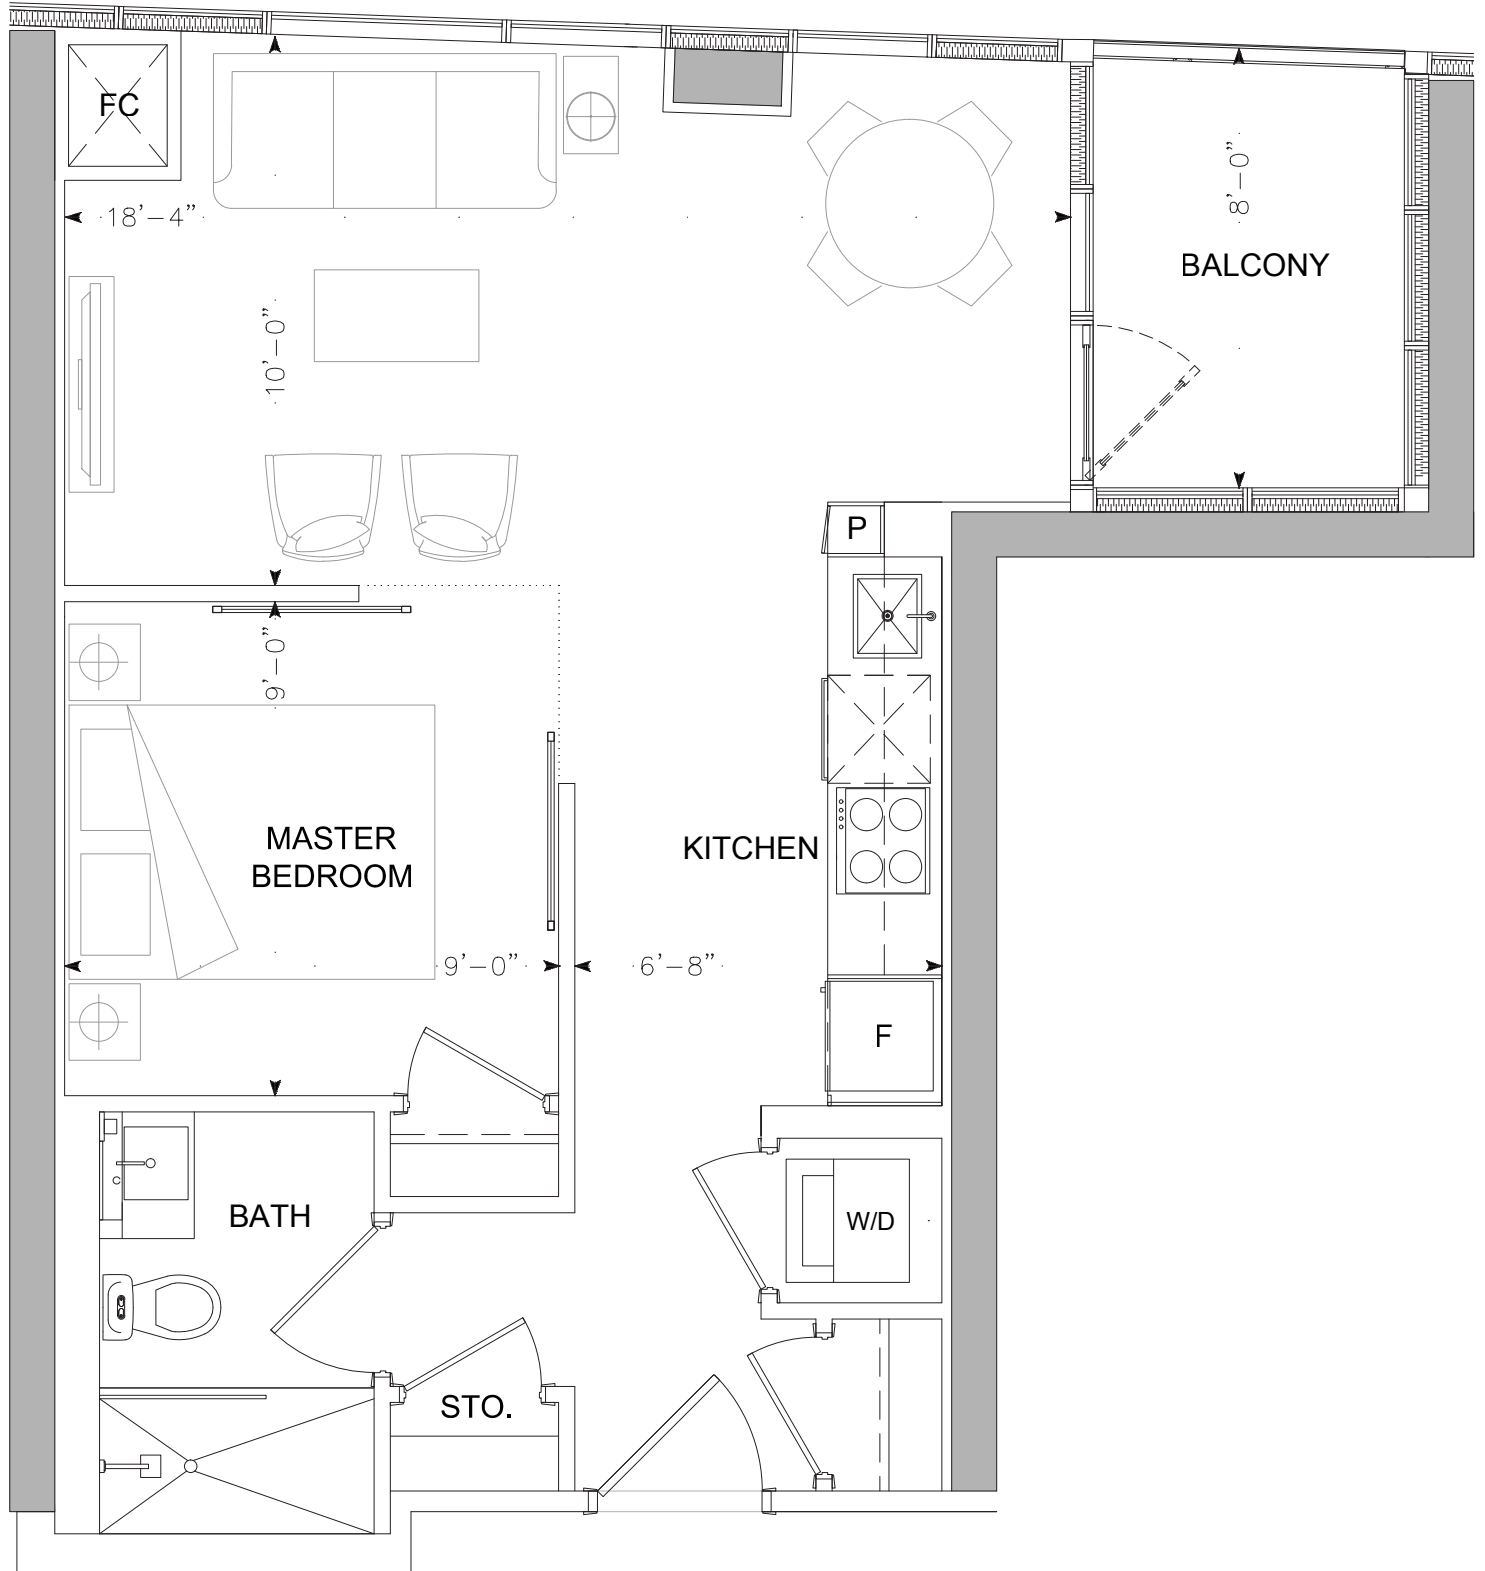 FC
18'-4"
8'-0"
BALCONY
10'-0"
P
9'-0"
MASTER
BEDROOM
KITCHEN
9'-0"
6'-8"
F
BATH
W/D
STO.